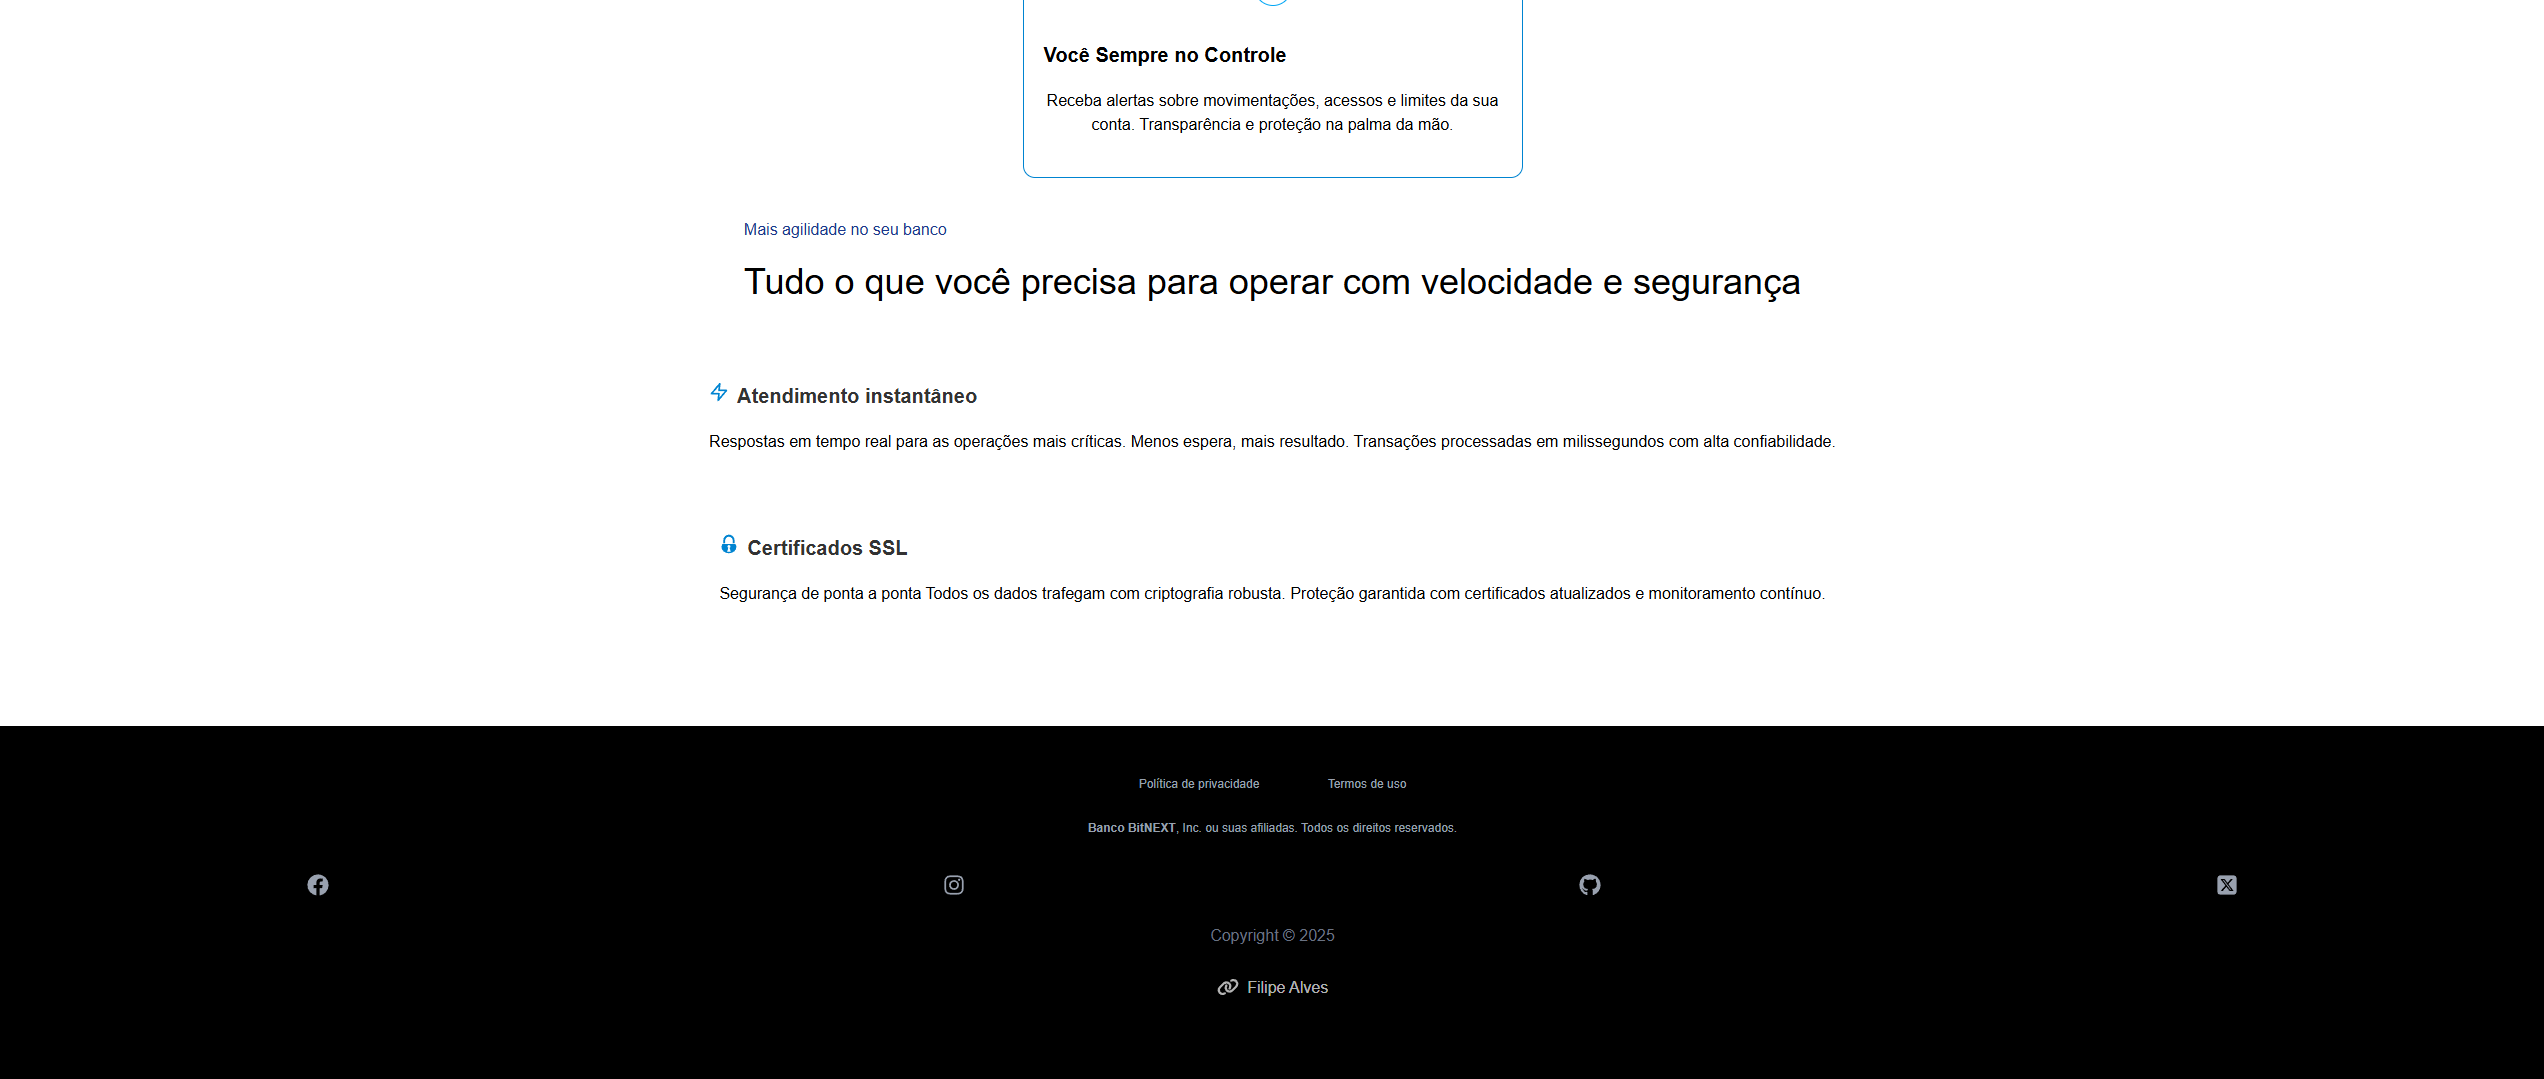 Você Sempre no Controle
Receba alertas sobre movimentações, acessos e limites da sua
conta. Transparência e proteção na palma da mão.
Mais agilidade no seu banco
Tudo o que você precisa para operar com velocidade e segurança
Atendimento instantâneo
Respostas em tempo real para as operações mais críticas. Menos espera, mais resultado. Transações processadas em milissegundos com alta confiabilidade.
Certificados SSL
Segurança de ponta a ponta Todos os dados trafegam com criptografia robusta. Proteção garantida com certificados atualizados e monitoramento contínuo.
Política de privacidade Termos de uso
Banco BitNEXT, Inc. ou suas afiliadas. Todos os direitos reservados.
Copyright © 2025
Filipe Alves